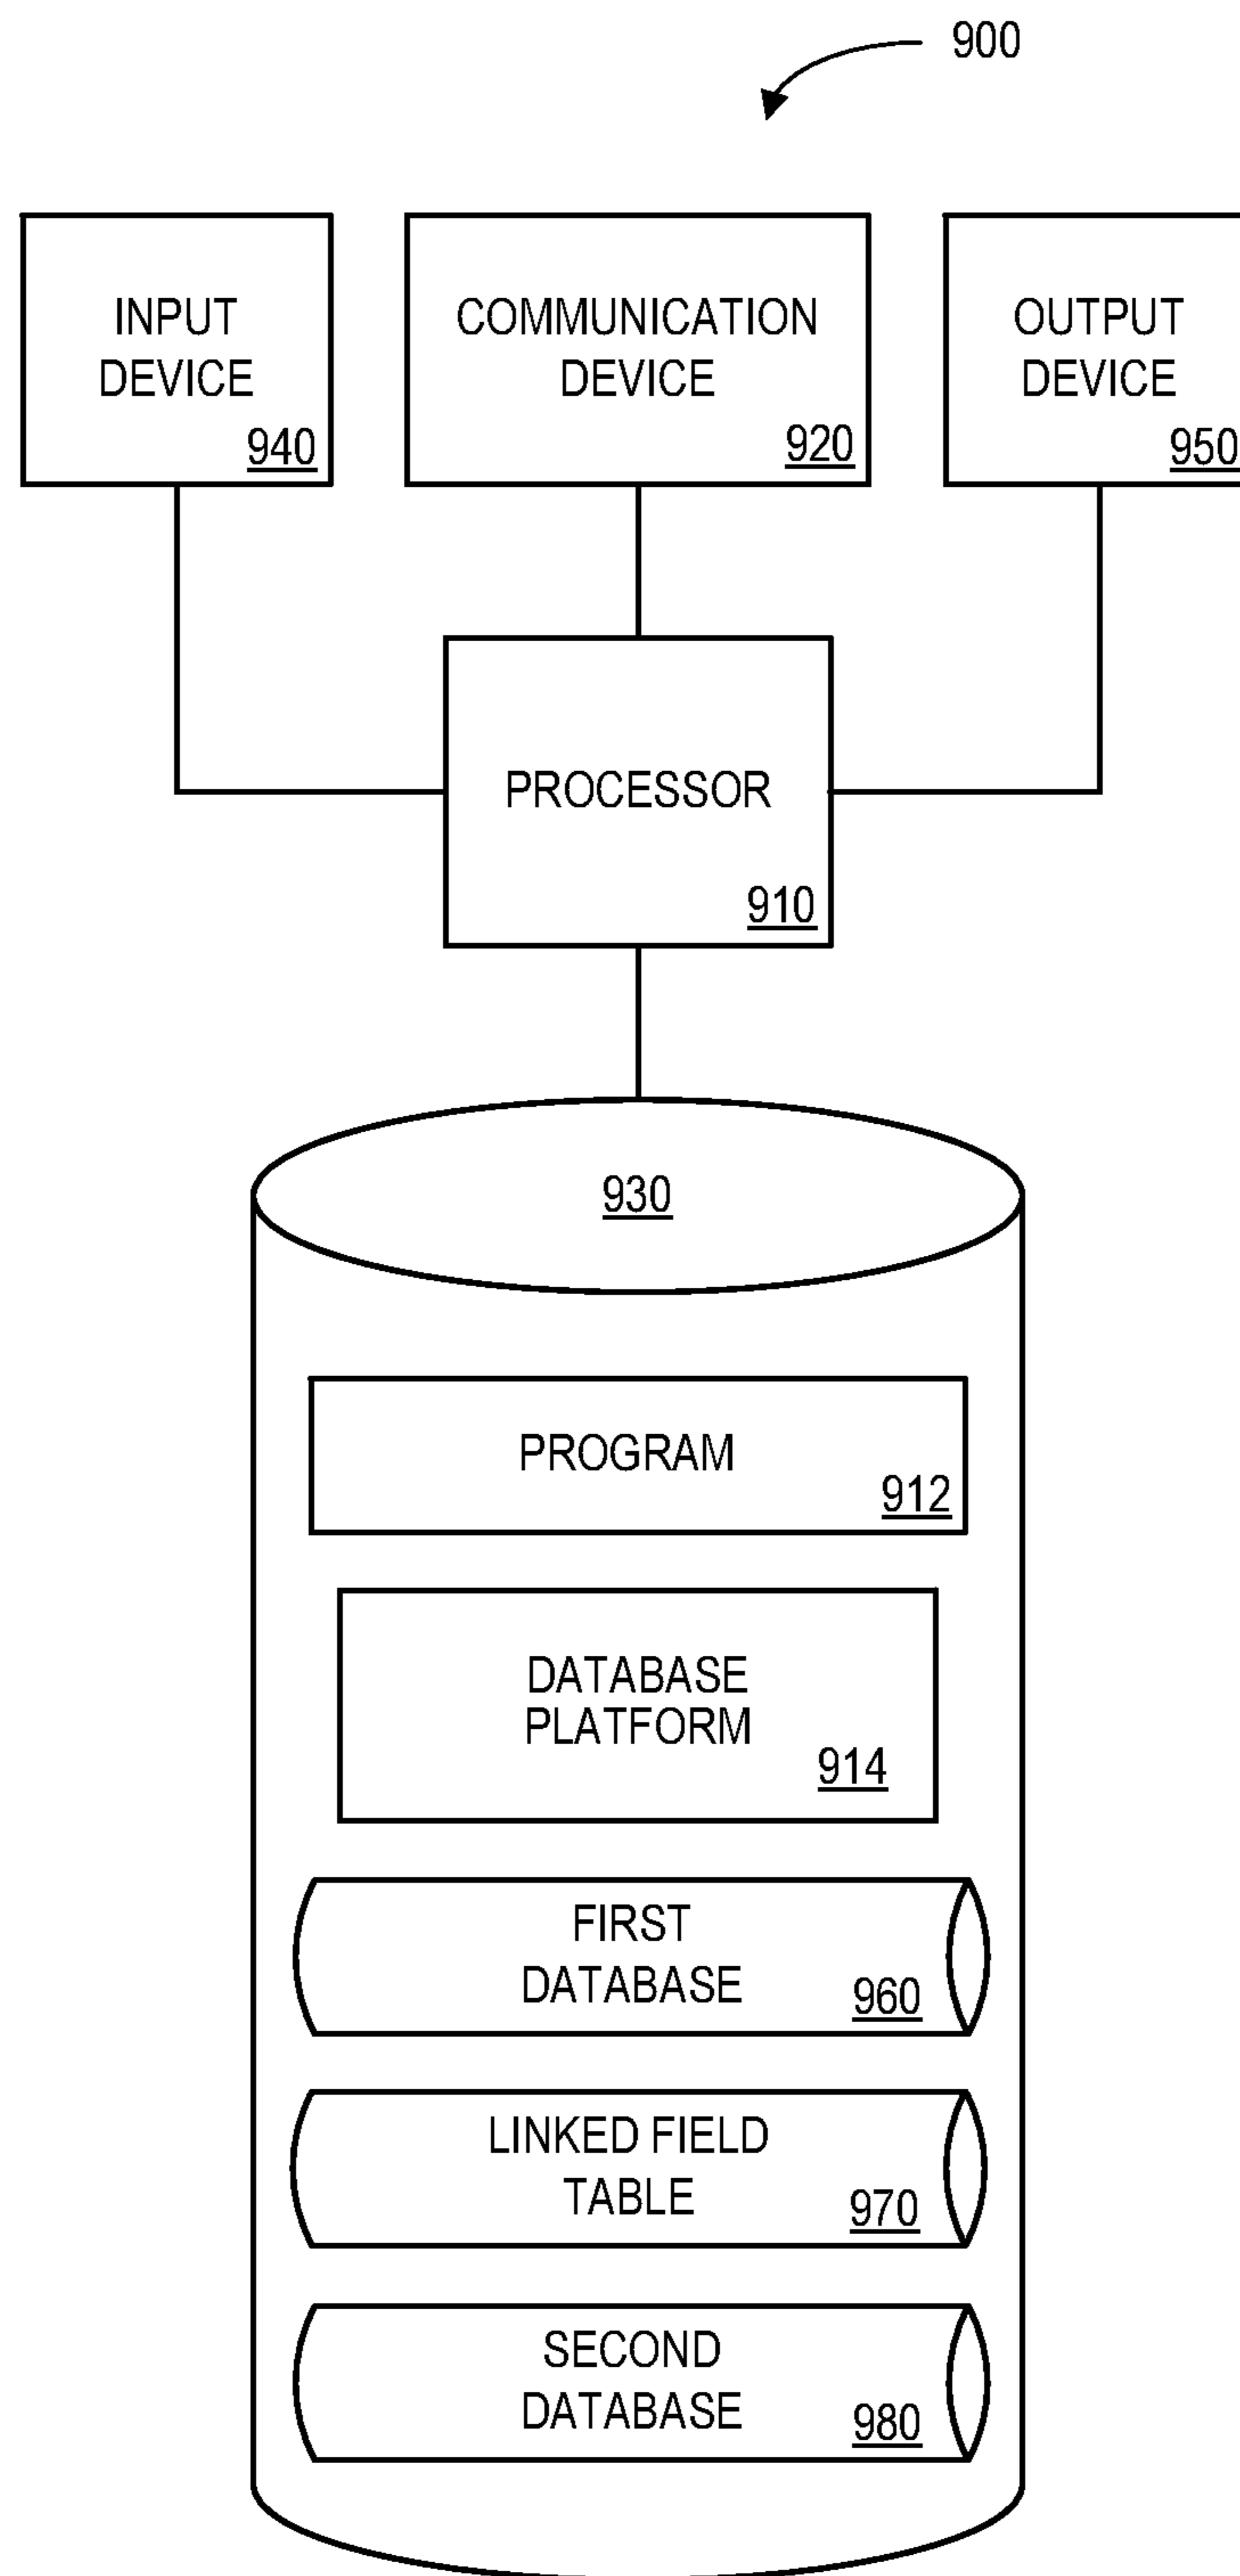 900
INPUT
DEVICE
940
COMMUNICATION
DEVICE
920
OUTPUT
DEVICE
950
PROCESSOR
910
930
PROGRAM
912
DATABASE
PLATFORM
914
FIRST
DATABASE
960
LINKED FIELD
TABLE
970
SECOND
DATABASE
980